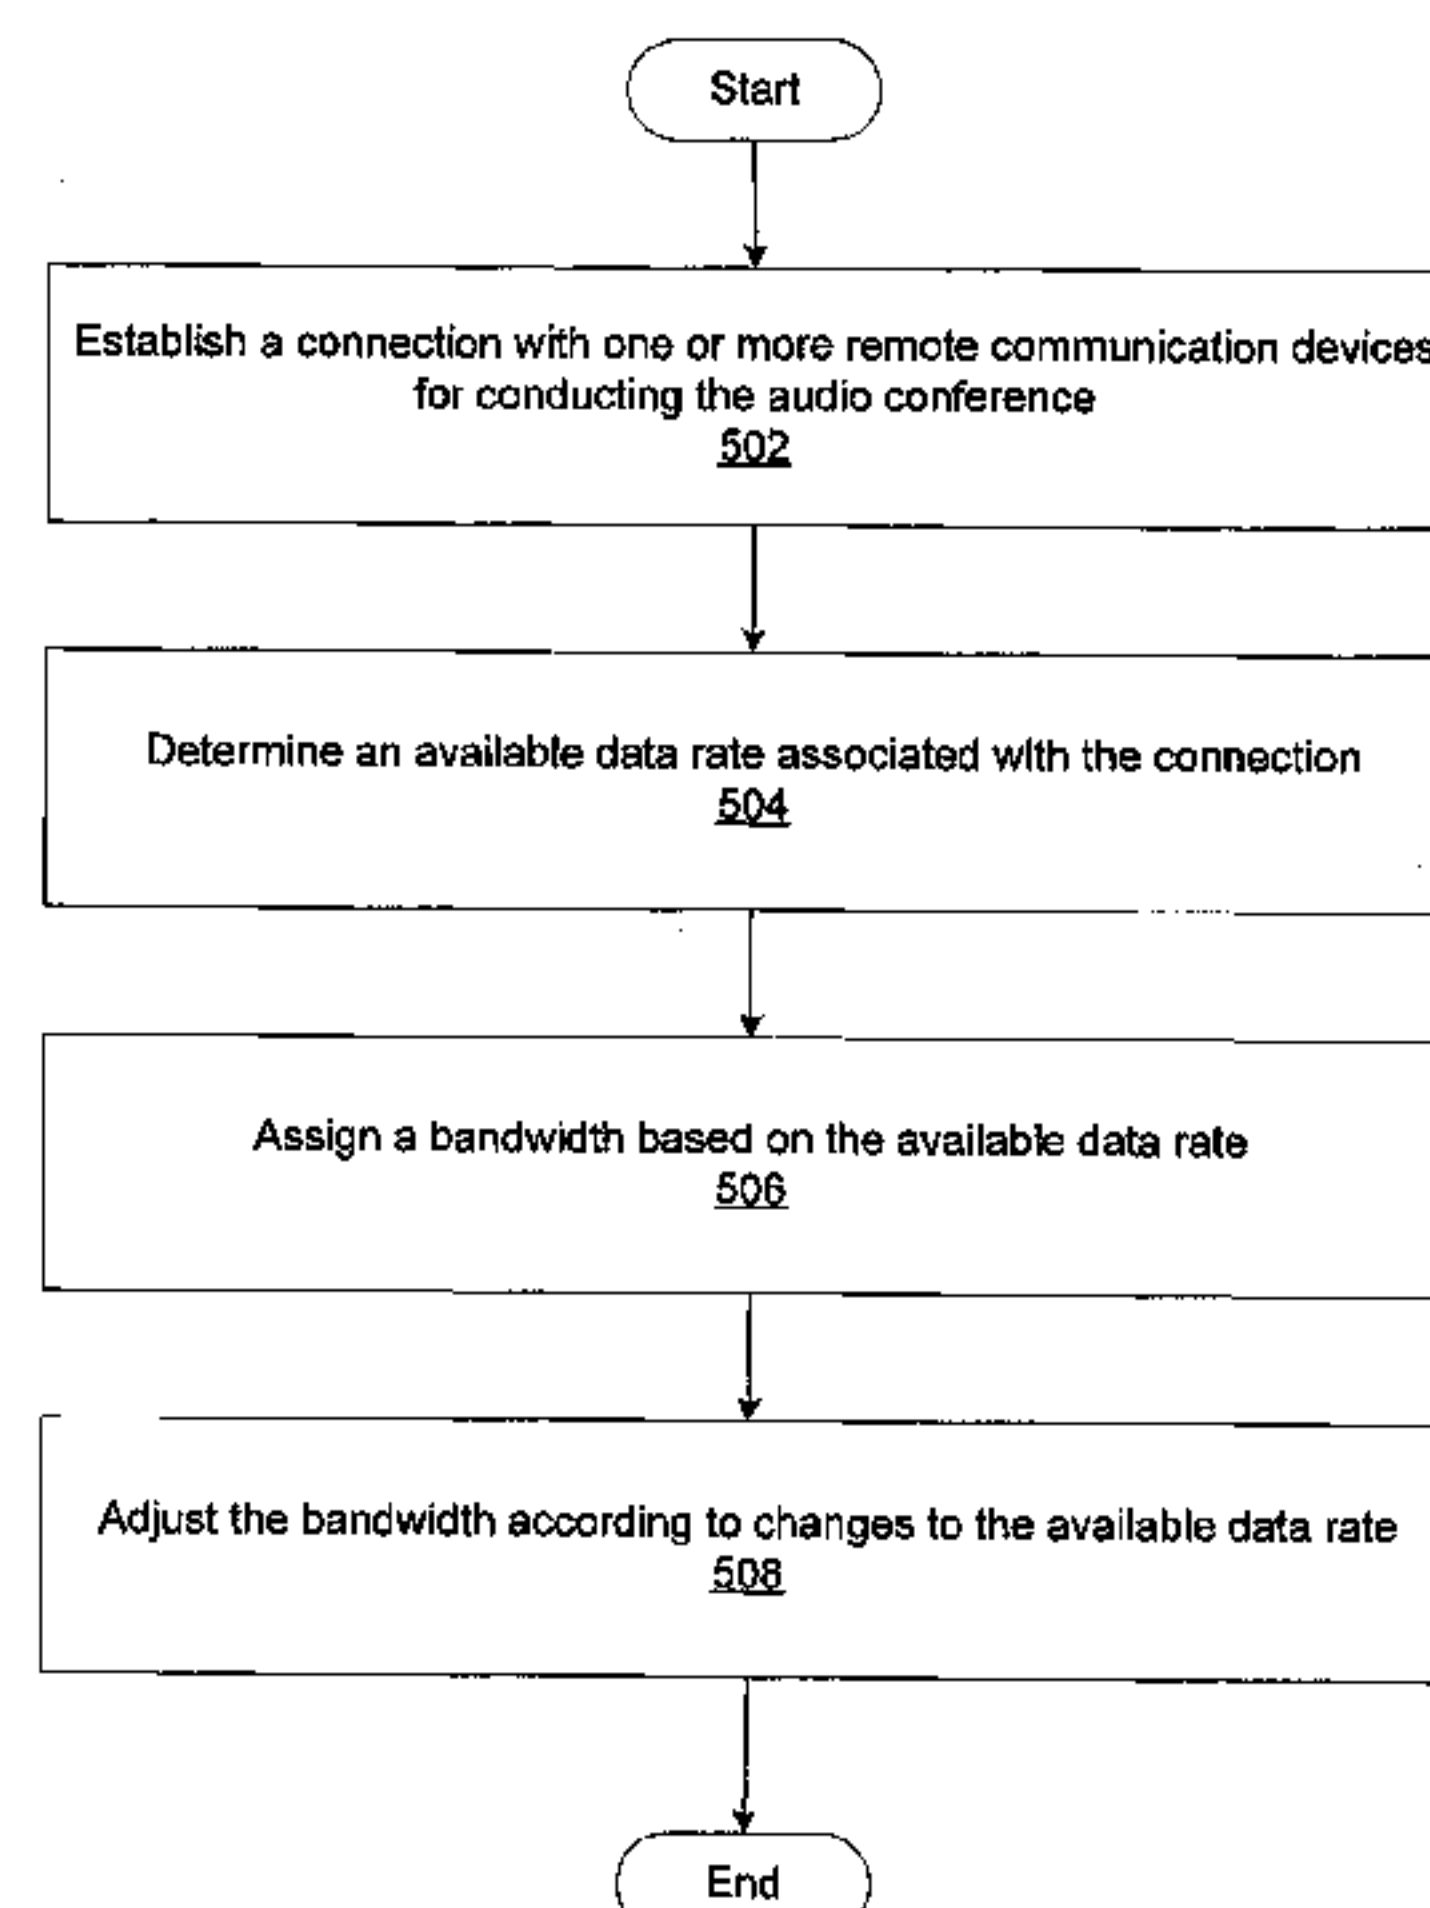 Start
Establish a connection with one or more remote communication devices
for conducting the audio conference
502
Determine an available data rate associated with the connection
504
Assign a bandwidth based on the available data rate
506
Adjust the bandwidth according to changes to the available data rate
508
End